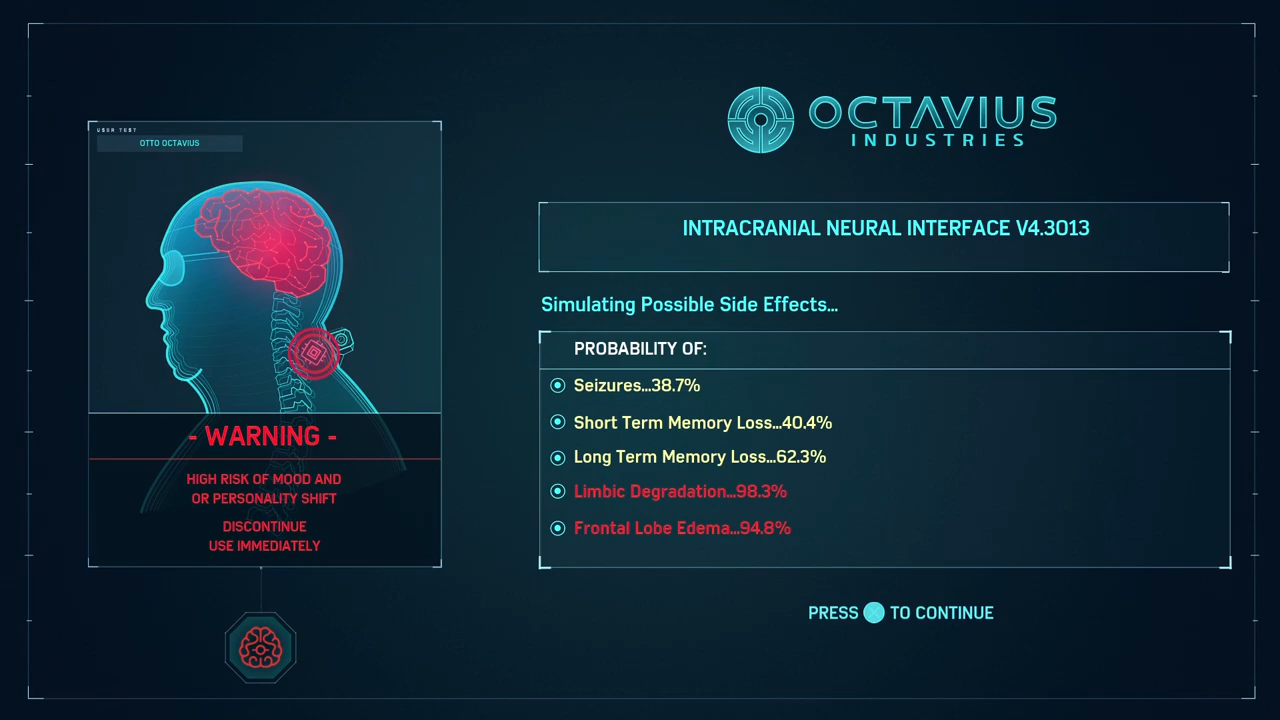 USER TEST
OTTO OCTAVIUS
- WARNING -
HIGH RISK OF MOOD AND
OR PERSONALITY SHIFT
DISCONTINUE
USE IMMEDIATELY
OCTAVIUS
INDUSTRIES
INTRACRANIAL NEURAL INTERFACE V4.3013
Simulating Possible Side Effects...
PROBABILITY OF:
Seizures...38.7%
Short Term Memory Loss...40.4%
Long Term Memory Loss...62.3%
Limbic Degradation...98.3%
Frontal Lobe Edema...94.8%
PRESS TO CONTINUE